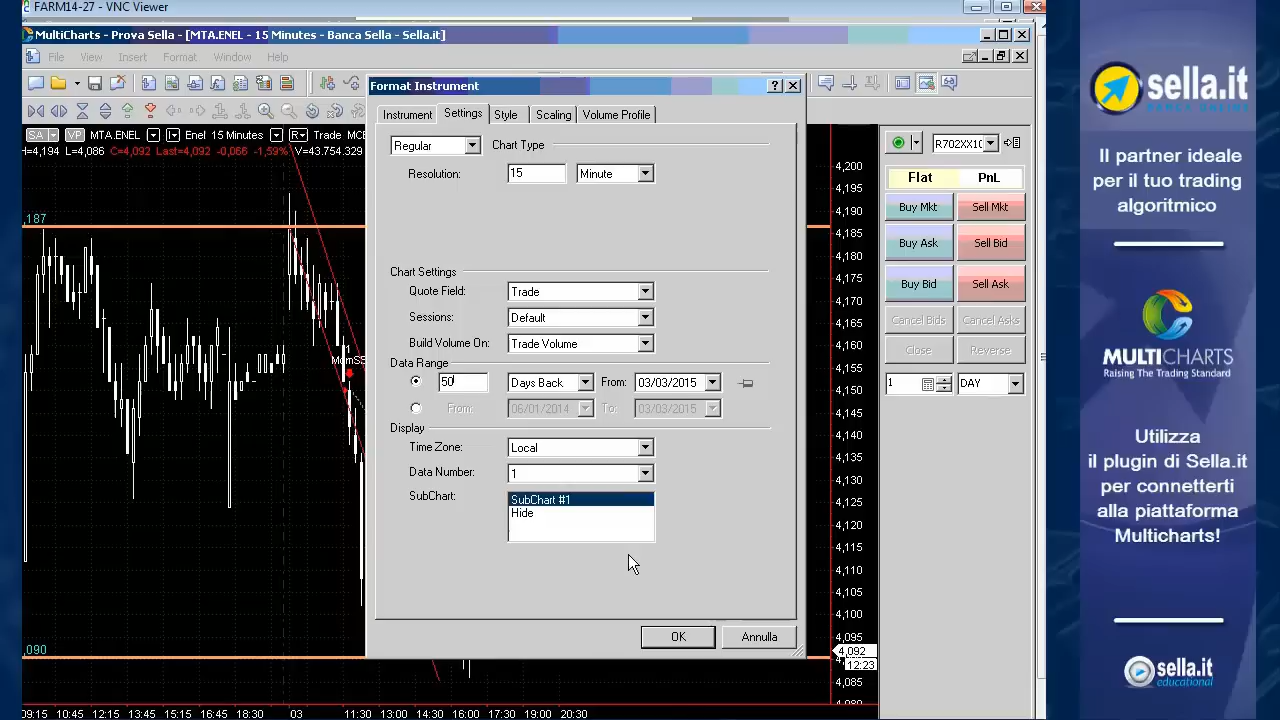 FARM14-27 - VNC Viewer
MultiCharts - Prova Sella - [MTA.ENEL - 15 Minutes - Banca Sella - Sella.it]
File View Insert Format Window Help
Format Instrument
SA VP MTA.ENEL Enel 15 Minutes R Trade
H=4,194 L=4,086 C=4,092 Last=4,092 -0,066 -1,59% V=43.754.329
Instrument Settings Style Scaling Volume Profile
Regular Chart Type
Resolution: 15 Minute
Chart Settings
Quote Field: Trade
Sessions: Default
Build Volume On: Trade Volume
Data Range
50 Days Back From: 03/03/2015
From: 06/01/2014 To: 03/03/2015
Display
Time Zone: Local
Data Number: 1
SubChart: SubChart #1
Hide
OK Annulla
,187
,090
4,200
4,195
4,190
4,185
4,180
4,175
4,170
4,165
4,160
4,155
4,150
4,145
4,140
4,135
4,130
4,125
4,120
4,115
4,110
4,105
4,100
4,095
4,092
12:23
4,085
09:15 10:45 12:15 14:15 16:45 18:30 03 11:30 13:00 14:30 16:00 17:30 19:00 20:30
R702XX10
Flat PnL
Buy Mkt Sell Mkt
Buy Ask Sell Bid
Buy Bid Sell Ask
Cancel Bids Cancel Asks
Close Reverse
1 DAY
sella.it
BANCA ONLINE
Il partner ideale
per il tuo trading
algoritmico
MULTICHARTS
Raising The Trading Standard
Utilizza
il plugin di Sella.it
per connetterti
alla piattaforma
Multicharts!
sella.it
educational